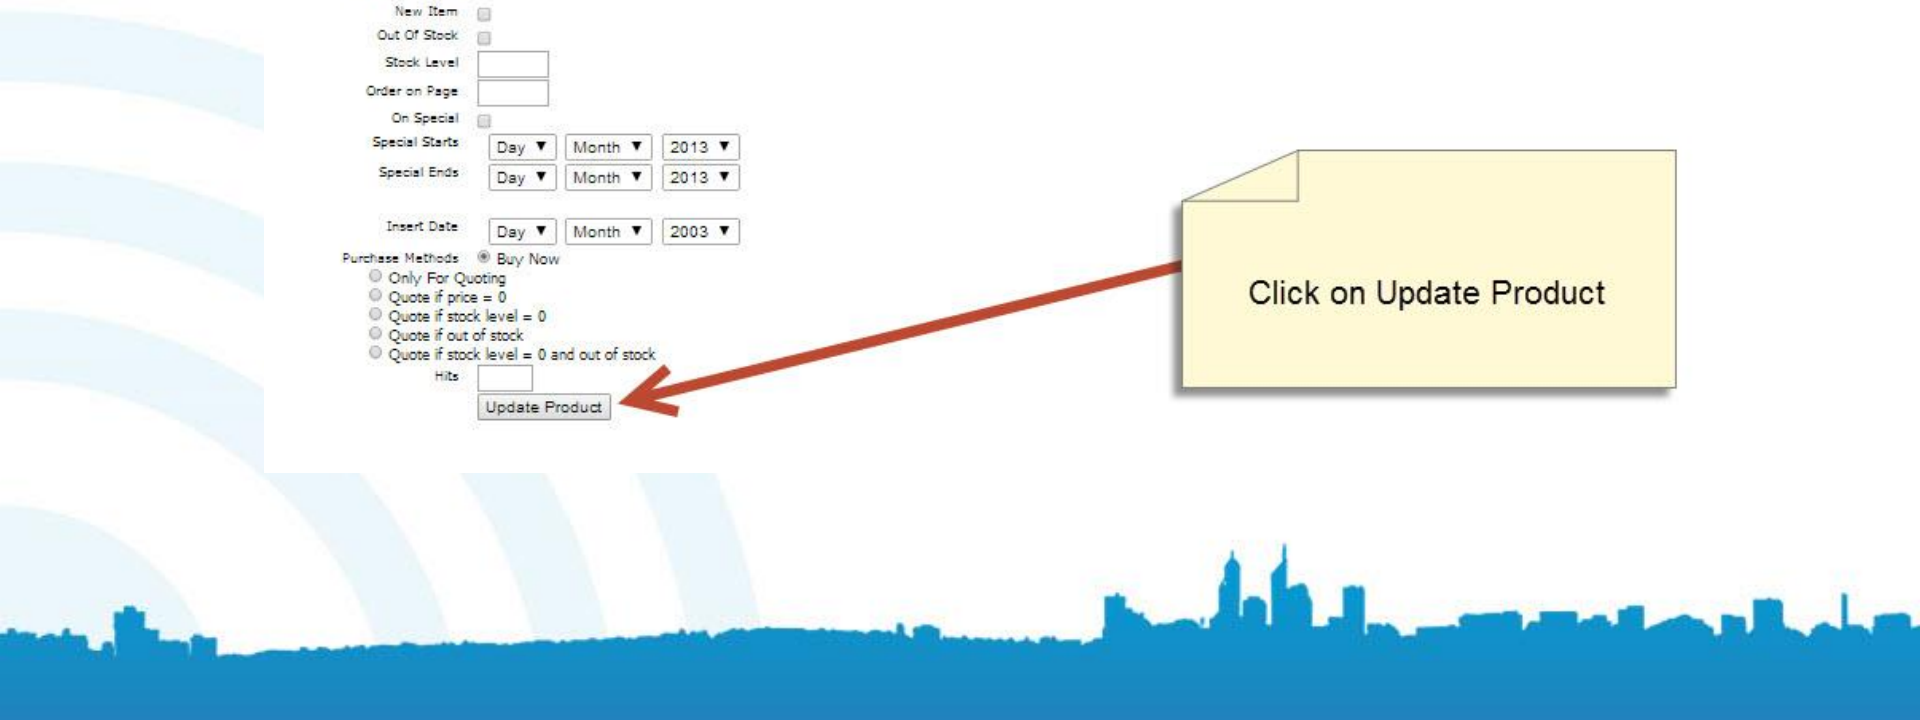 New Item
Out Of Stock
Stock Level
Order on Page
On Special
Special Starts Day ▼ Month ▼ 2013 ▼
Special Ends Day ▼ Month ▼ 2013 ▼
Insert Date Day ▼ Month ▼ 2003 ▼
Purchase Methods Buy Now
Only For Quoting
Quote if price = 0
Quote if stock level = 0
Quote if out of stock
Quote if stock level = 0 and out of stock
Hits
Update Product
Click on Update Product